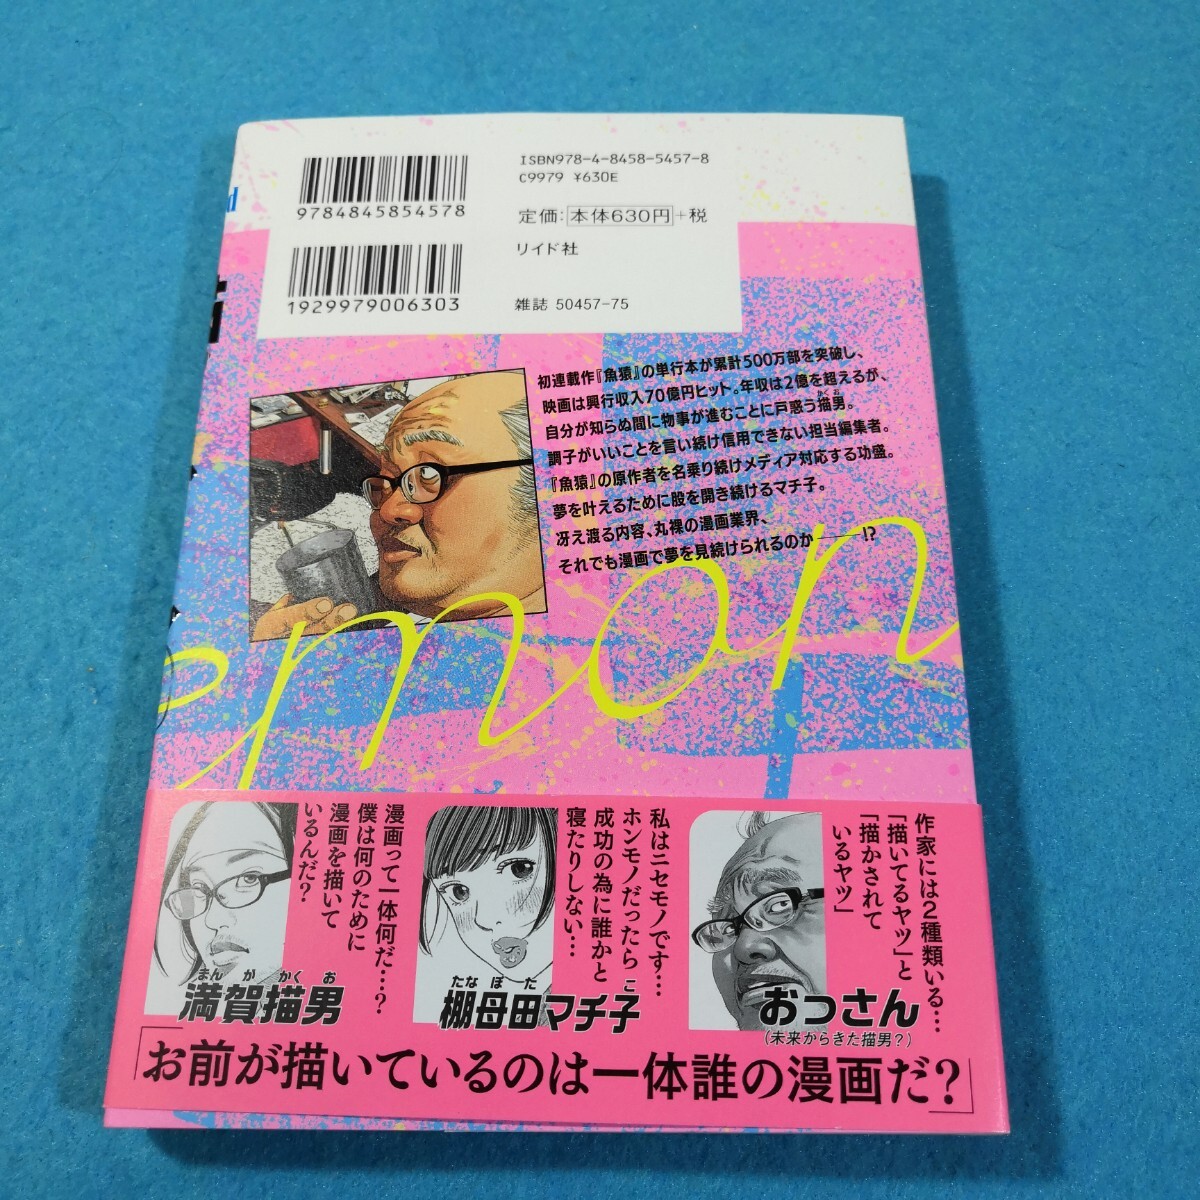 ISBN978-4-8458-5457-8
C9979 ¥630E
9784845854578
定価:本体630円+税
リイド社
1929979006303
雑誌 50457-75
初連載作『魚猿』の単行本が累計500万部を突破し、
映画は興行収入70億円ヒット。年収は2億を超えるが、
自分が知らぬ間に物事が進むことに戸惑う描男。
かくお
調子がいいことを言い続け信用できない担当編集者。
『魚猿』の原作者を名乗り続けメディア対応する功盛。
夢を叶えるために股を開き続けるマチ子。
冴え渡る内容、丸裸の漫画業界、
それでも漫画で夢を見続けられるのか――!?
emon
作家には2種類いる…
「描いてるヤツ」と
「描かされて
いるヤツ」
おっさん
(未来からきた描男?)
私はニセモノです…
ホンモノだったら
成功の為に誰かと
寝たりしない…
たなぼた こ
棚母田マチ子
漫画って一体何だ…?
僕は何のために
漫画を描いて
いるんだ?
まんが かくお
満賀描男
「お前が描いているのは一体誰の漫画だ?」